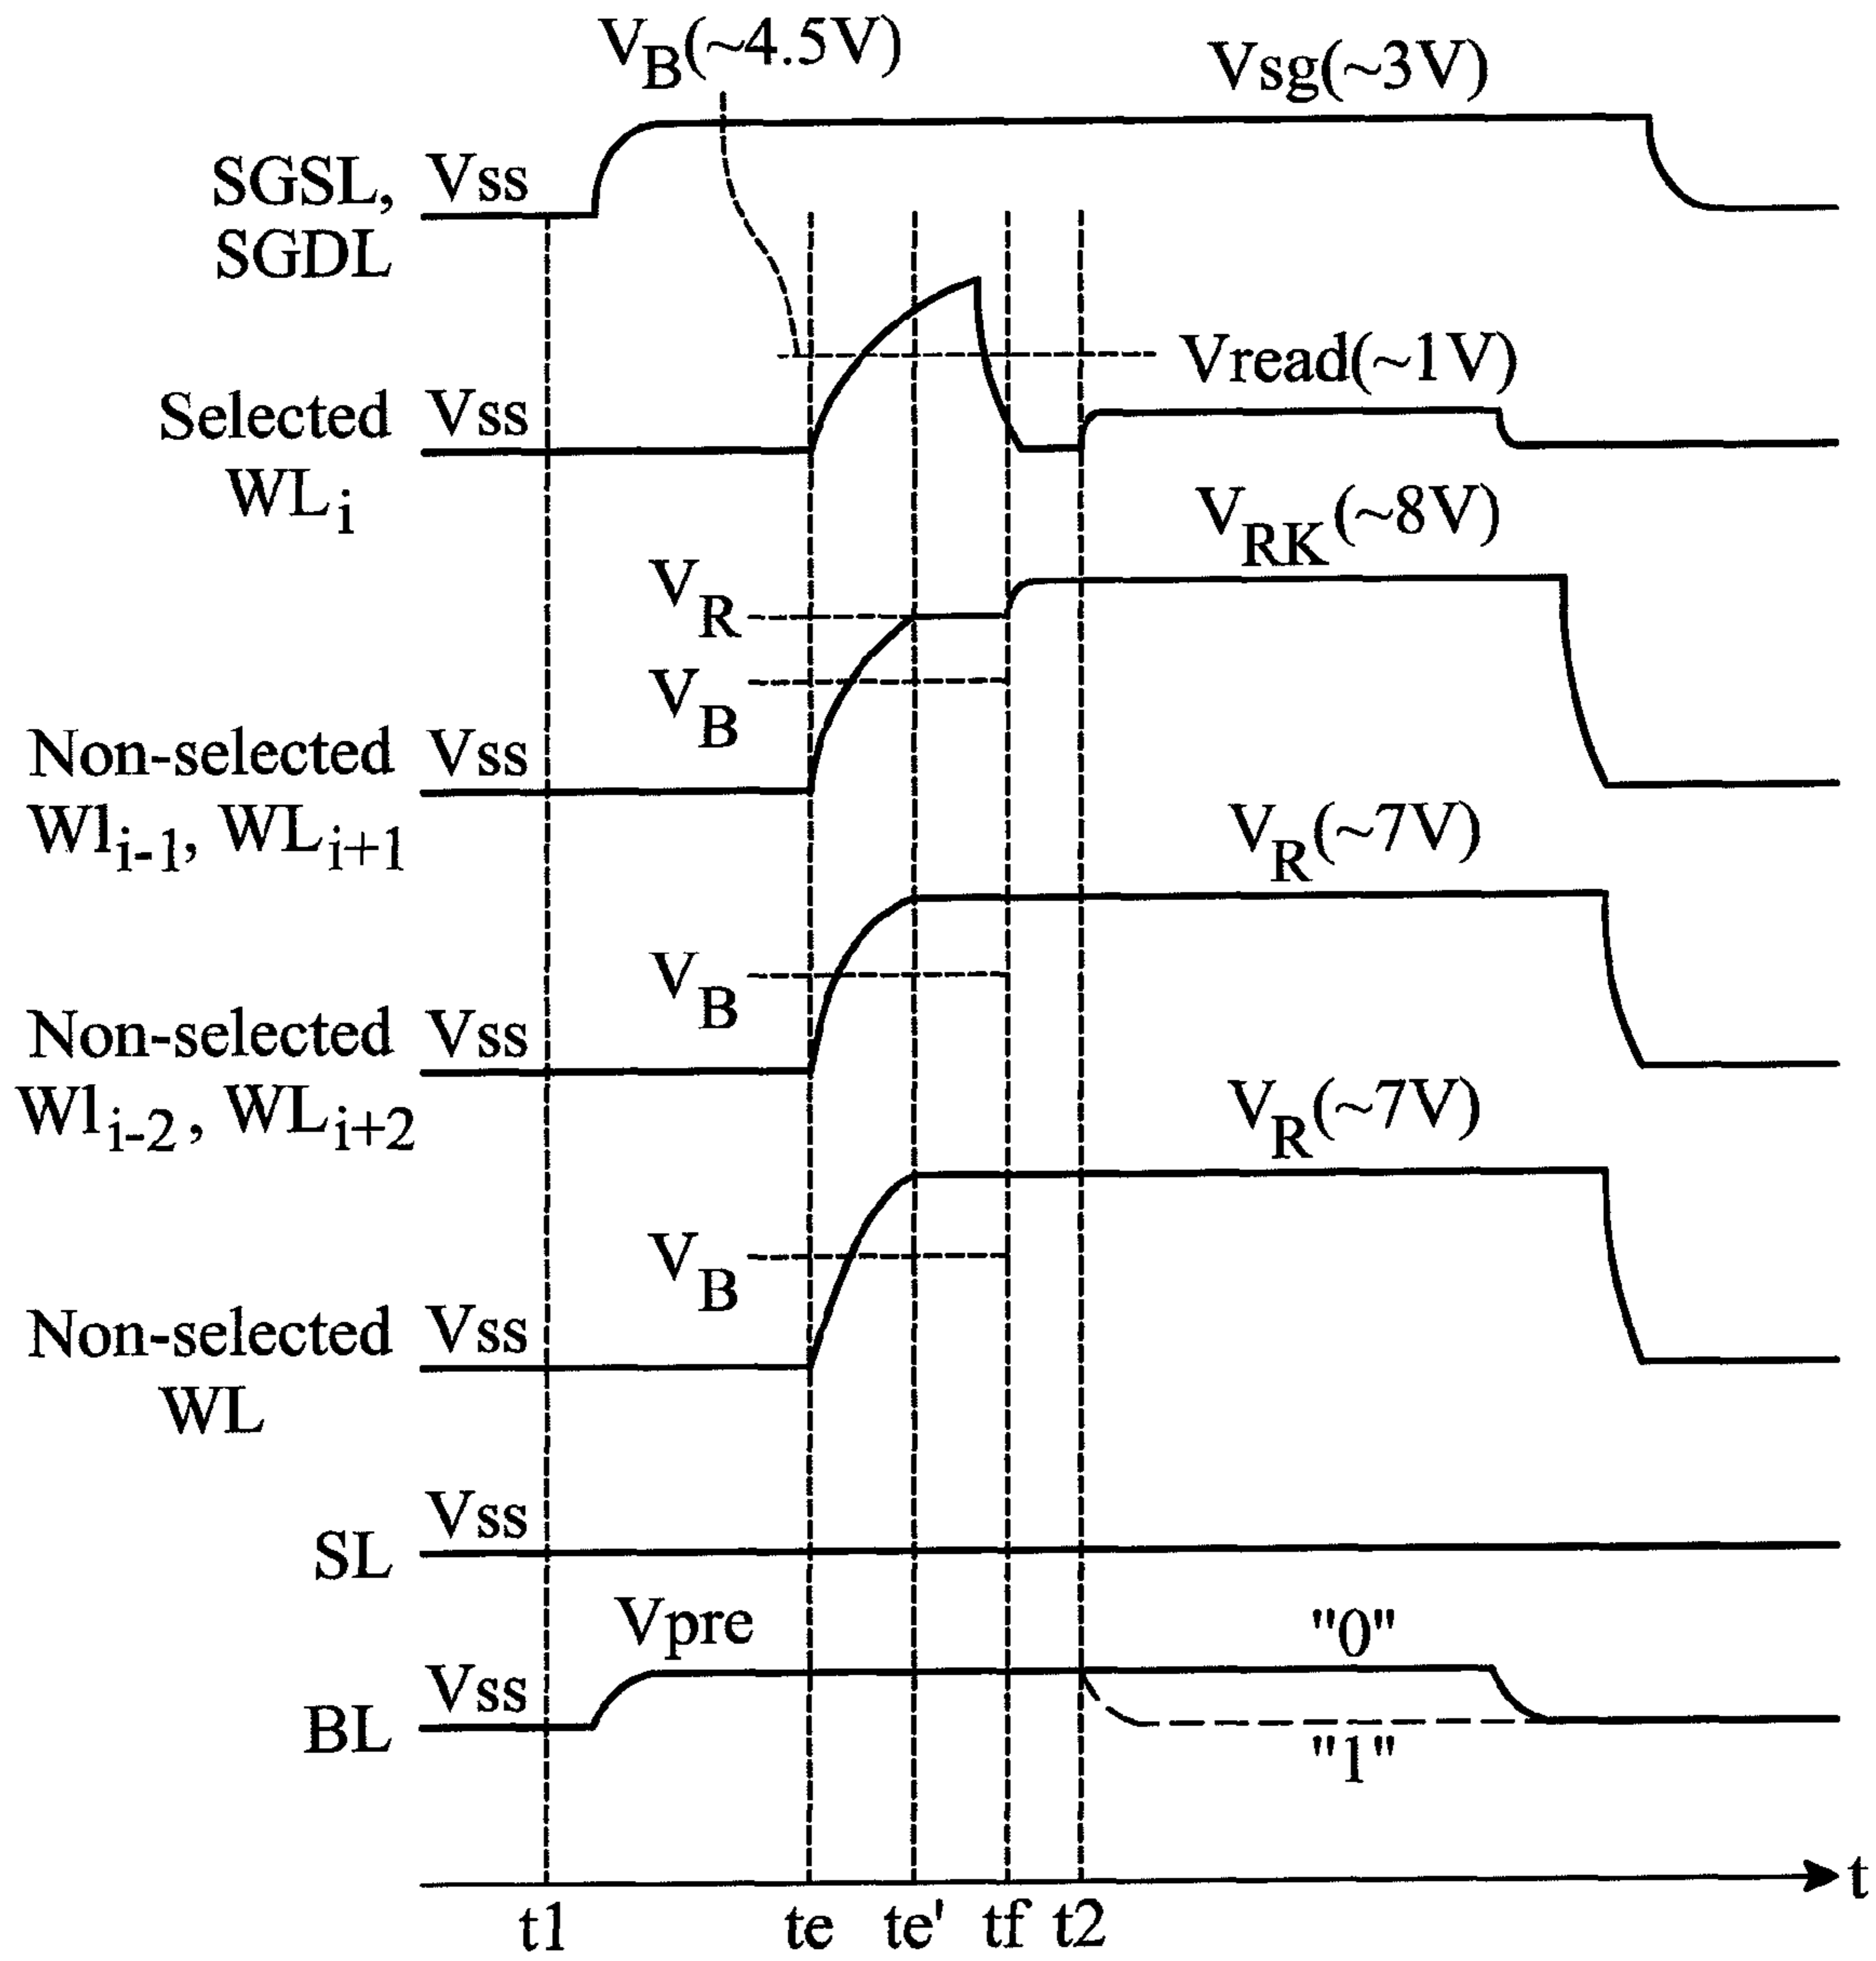 VB(~4.5V)
Vsg(~3V)
SGSL, Vss
SGDL
Vread(~1V)
Selected Vss
WLi
VRK(~8V)
VR
VB
Non-selected Vss
Wli-1, WLi+1
VR(~7V)
VB
Non-selected Vss
Wli-2, WLi+2
VR(~7V)
VB
Non-selected Vss
WL
Vss
SL
Vpre
"0"
Vss
BL
"1"
t
t1 te te' tf t2